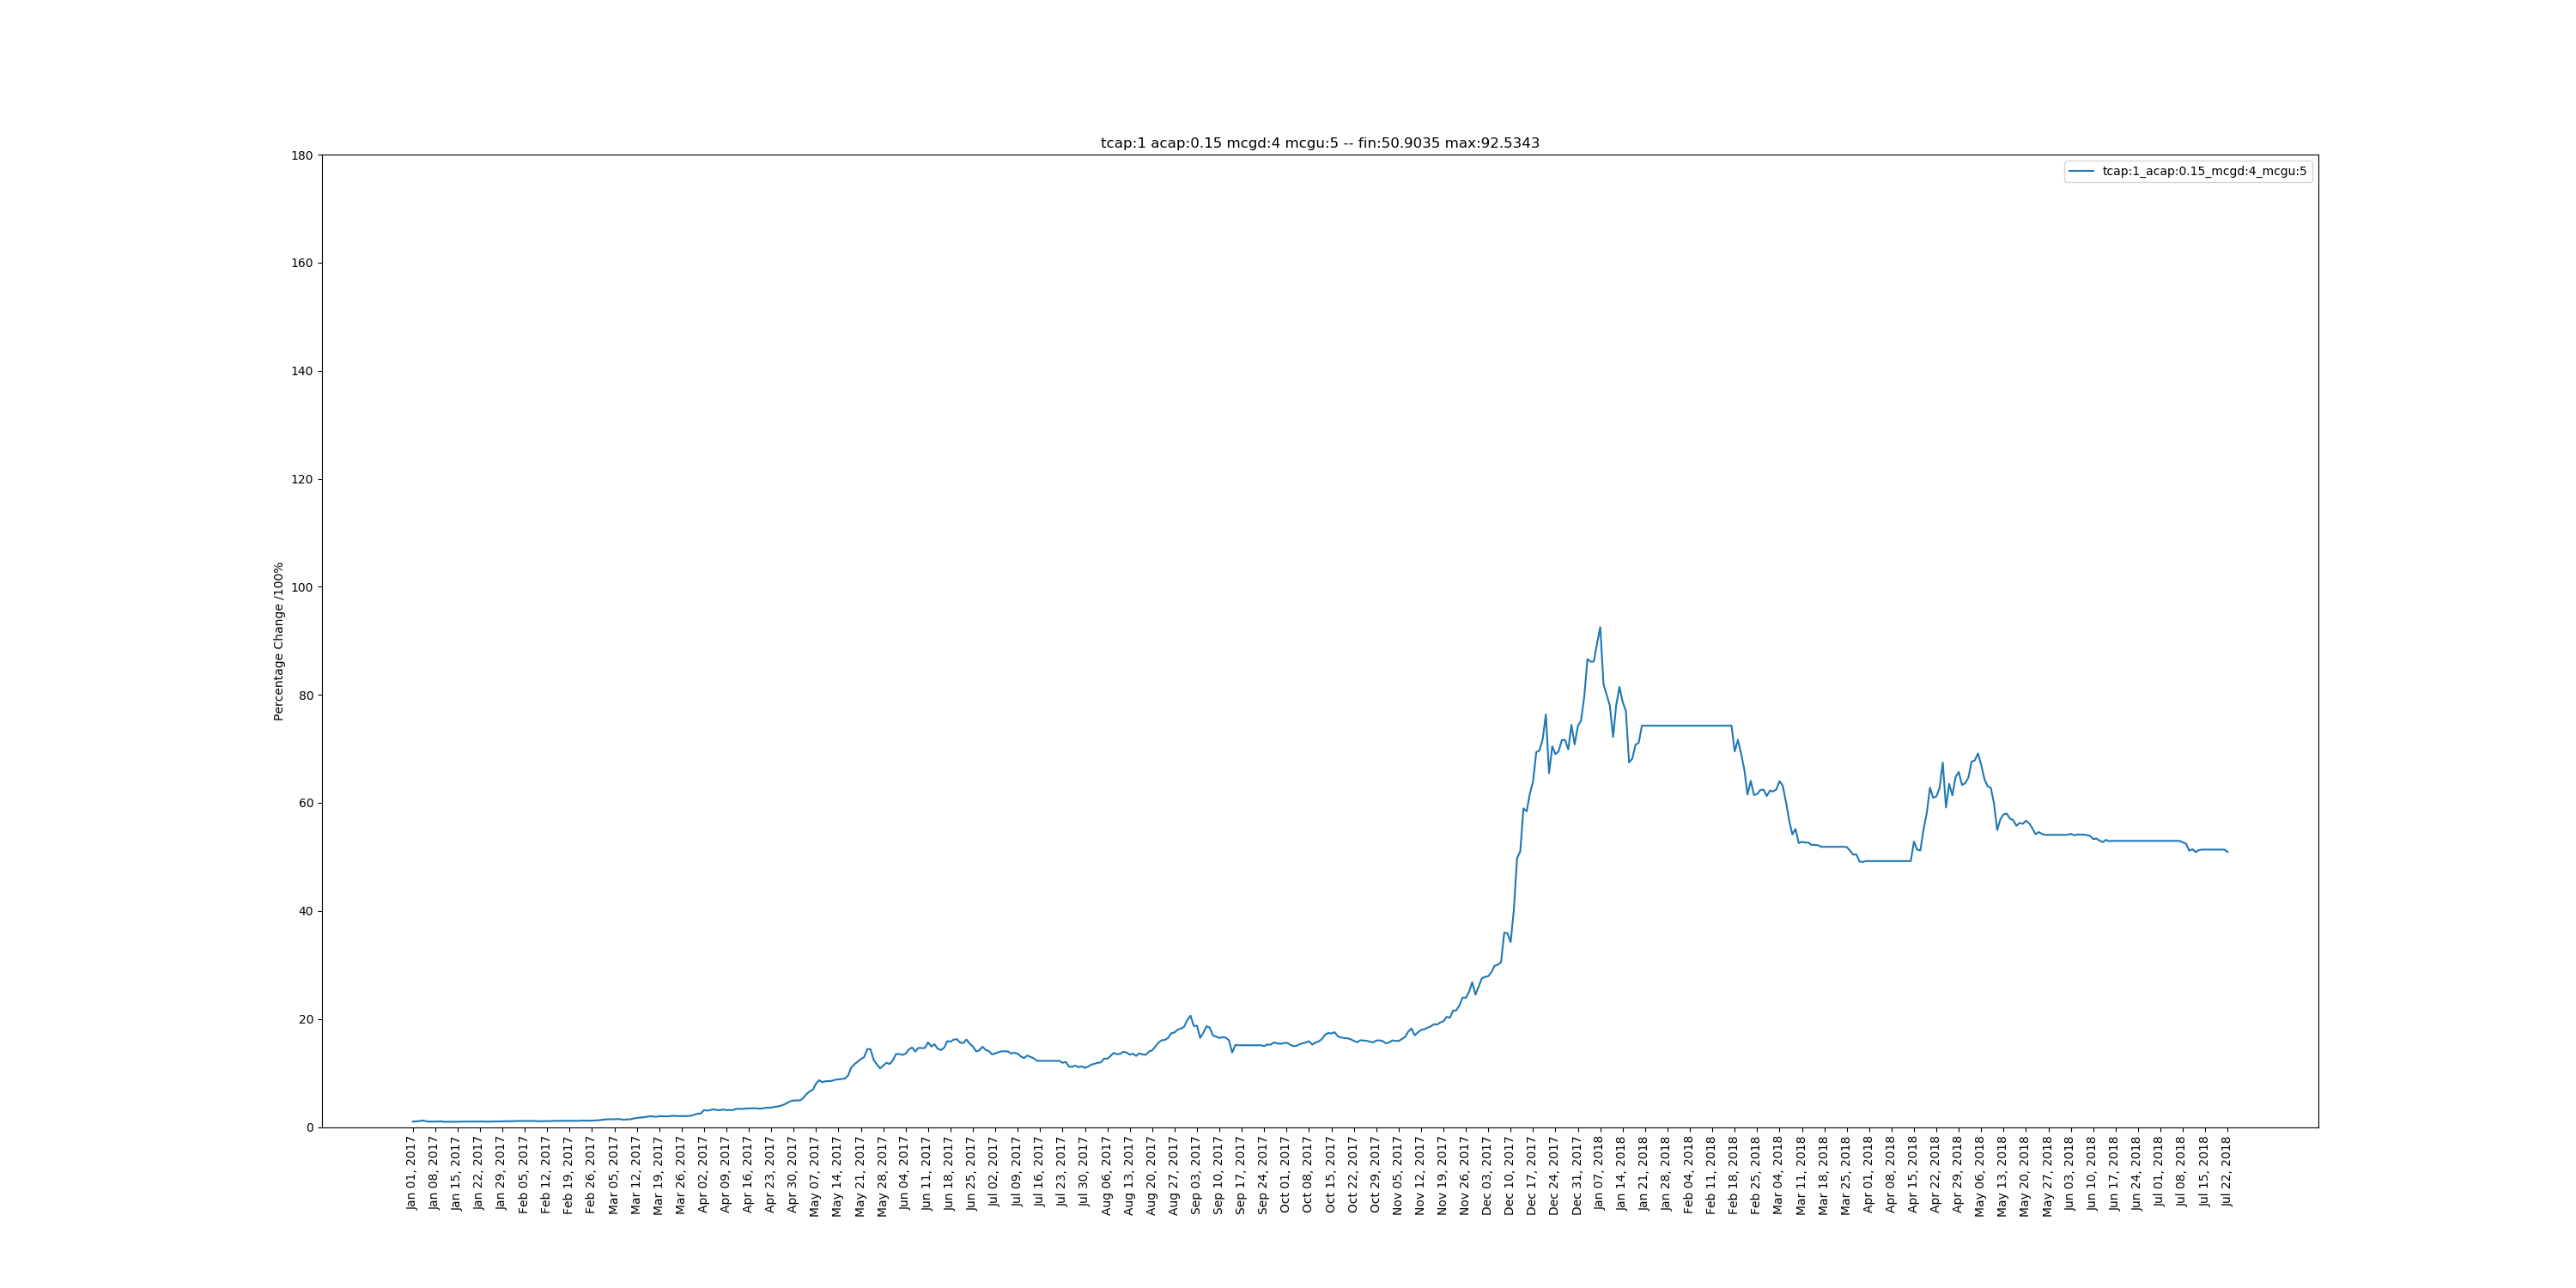 tcap:1 acap:0.15 mcgd:4 mcgu:5 -- fin:50.9035 max:92.5343
tcap:1_acap:0.15_mcgd:4_mcgu:5
Percentage Change /100%
180
160
140
120
100
80
60
40
20
0
Jan 01, 2017
Jan 08, 2017
Jan 15, 2017
Jan 22, 2017
Jan 29, 2017
Feb 05, 2017
Feb 12, 2017
Feb 19, 2017
Feb 26, 2017
Mar 05, 2017
Mar 12, 2017
Mar 19, 2017
Mar 26, 2017
Apr 02, 2017
Apr 09, 2017
Apr 16, 2017
Apr 23, 2017
Apr 30, 2017
May 07, 2017
May 14, 2017
May 21, 2017
May 28, 2017
Jun 04, 2017
Jun 11, 2017
Jun 18, 2017
Jun 25, 2017
Jul 02, 2017
Jul 09, 2017
Jul 16, 2017
Jul 23, 2017
Jul 30, 2017
Aug 06, 2017
Aug 13, 2017
Aug 20, 2017
Aug 27, 2017
Sep 03, 2017
Sep 10, 2017
Sep 17, 2017
Sep 24, 2017
Oct 01, 2017
Oct 08, 2017
Oct 15, 2017
Oct 22, 2017
Oct 29, 2017
Nov 05, 2017
Nov 12, 2017
Nov 19, 2017
Nov 26, 2017
Dec 03, 2017
Dec 10, 2017
Dec 17, 2017
Dec 24, 2017
Dec 31, 2017
Jan 07, 2018
Jan 14, 2018
Jan 21, 2018
Jan 28, 2018
Feb 04, 2018
Feb 11, 2018
Feb 18, 2018
Feb 25, 2018
Mar 04, 2018
Mar 11, 2018
Mar 18, 2018
Mar 25, 2018
Apr 01, 2018
Apr 08, 2018
Apr 15, 2018
Apr 22, 2018
Apr 29, 2018
May 06, 2018
May 13, 2018
May 20, 2018
May 27, 2018
Jun 03, 2018
Jun 10, 2018
Jun 17, 2018
Jun 24, 2018
Jul 01, 2018
Jul 08, 2018
Jul 15, 2018
Jul 22, 2018